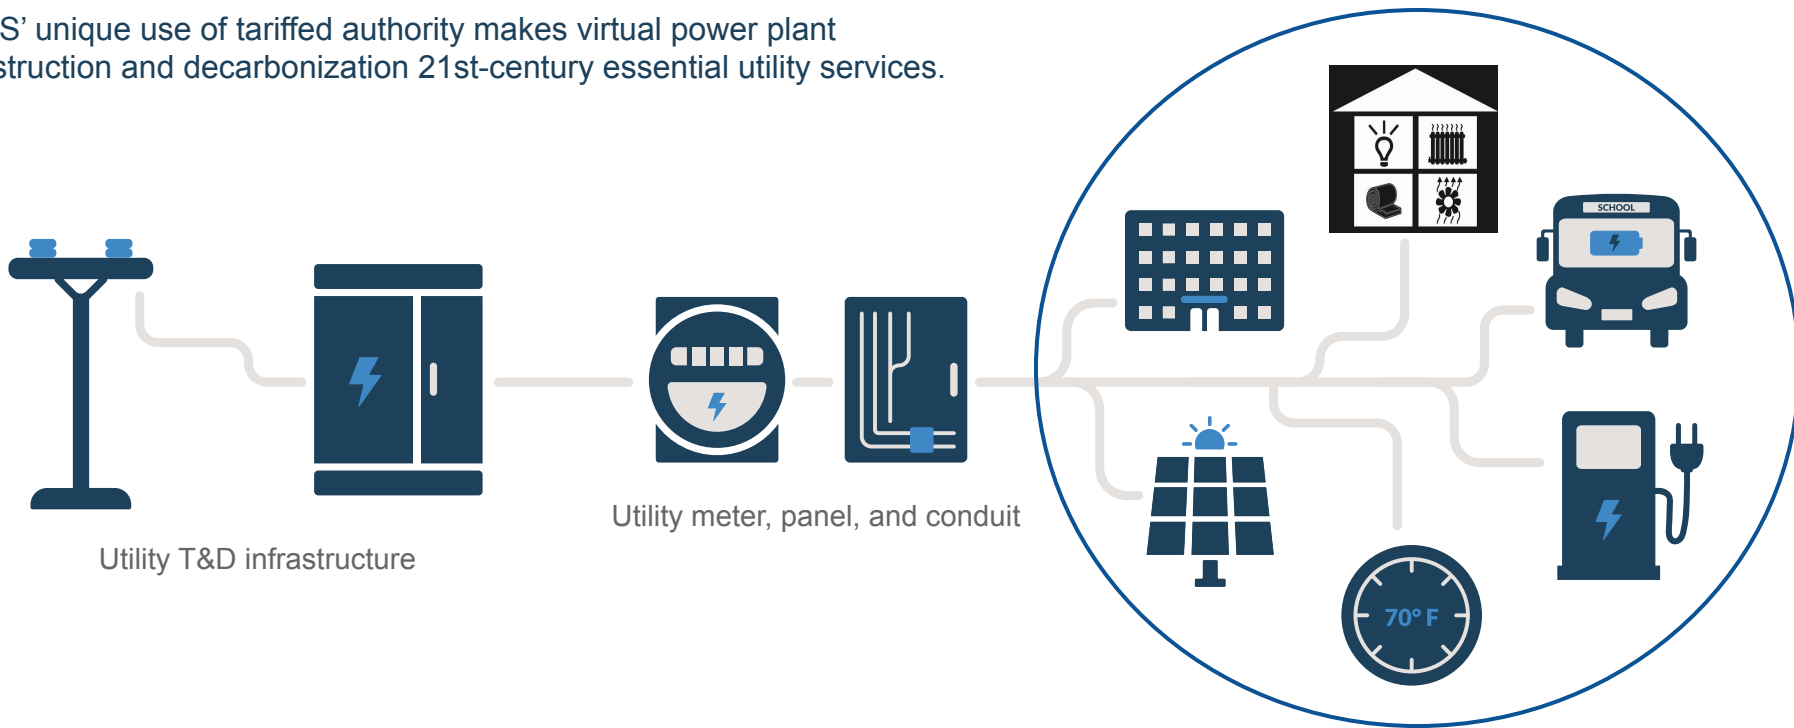 S’ unique use of tariffed authority makes virtual power plant
struction and decarbonization 21st-century essential utility services.
SCHOOL
Utility meter, panel, and conduit
Utility T&D infrastructure
70° F